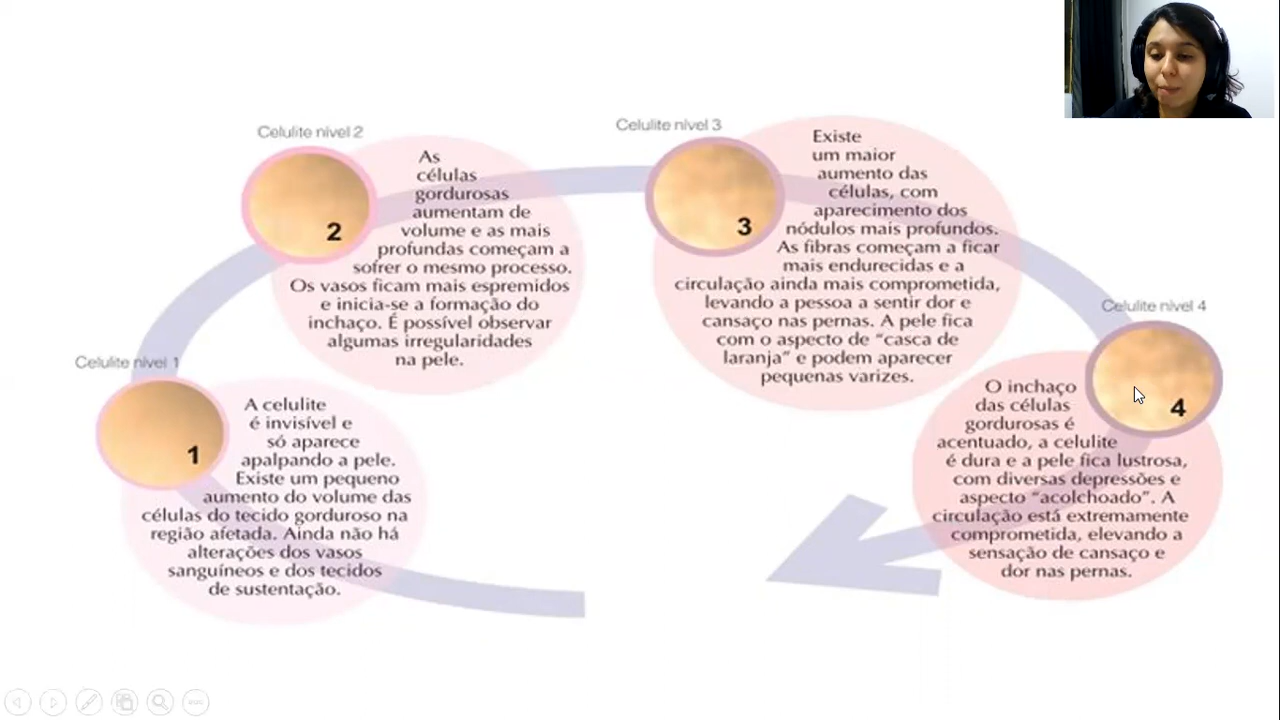 Celulite nível 1
1
A celulite
é invisível e
só aparece
apalpando a pele.
Existe um pequeno
aumento do volume das
células do tecido gorduroso na
região afetada. Ainda não há
alterações dos vasos
sanguíneos e dos tecidos
de sustentação.
Celulite nível 2
2
As
células
gordurosas
aumentam de
volume e as mais
profundas começam a
sofrer o mesmo processo.
Os vasos ficam mais espremidos
e inicia-se a formação do
inchaço. É possível observar
algumas irregularidades
na pele.
Celulite nível 3
3
Existe
um maior
aumento das
células, com
aparecimento dos
nódulos mais profundos.
As fibras começam a ficar
mais endurecidas e a
circulação ainda mais comprometida,
levando a pessoa a sentir dor e
cansaço nas pernas. A pele fica
com o aspecto de “casca de
laranja” e podem aparecer
pequenas varizes.
Celulite nível 4
4
O inchaço
das células
gordurosas é
acentuado, a celulite
é dura e a pele fica lustrosa,
com diversas depressões e
aspecto “acolchoado”. A
circulação está extremamente
comprometida, elevando a
sensação de cansaço e
dor nas pernas.